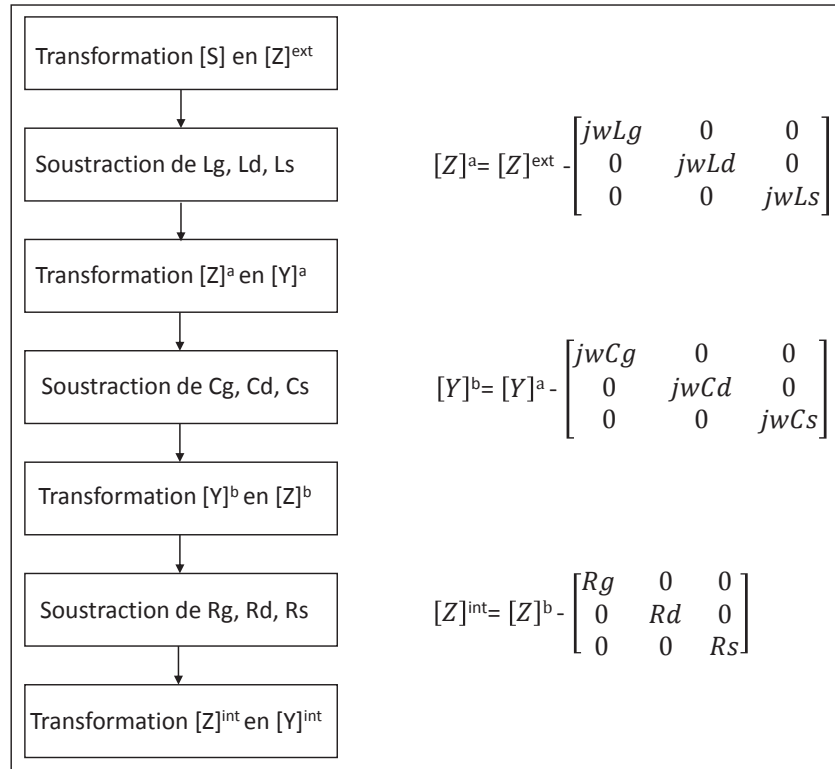 Transformation [S] en [Z]ext
Soustraction de Lg, Ld, Ls
[Z]a= [Z]ext - [jwLg 0 0
0 jwLd 0
0 0 jwLs]
Transformation [Z]a en [Y]a
Soustraction de Cg, Cd, Cs
[Y]b= [Y]a - [jwCg 0 0
0 jwCd 0
0 0 jwCs]
Transformation [Y]b en [Z]b
Soustraction de Rg, Rd, Rs
[Z]int= [Z]b - [Rg 0 0
0 Rd 0
0 0 Rs]
Transformation [Z]int en [Y]int